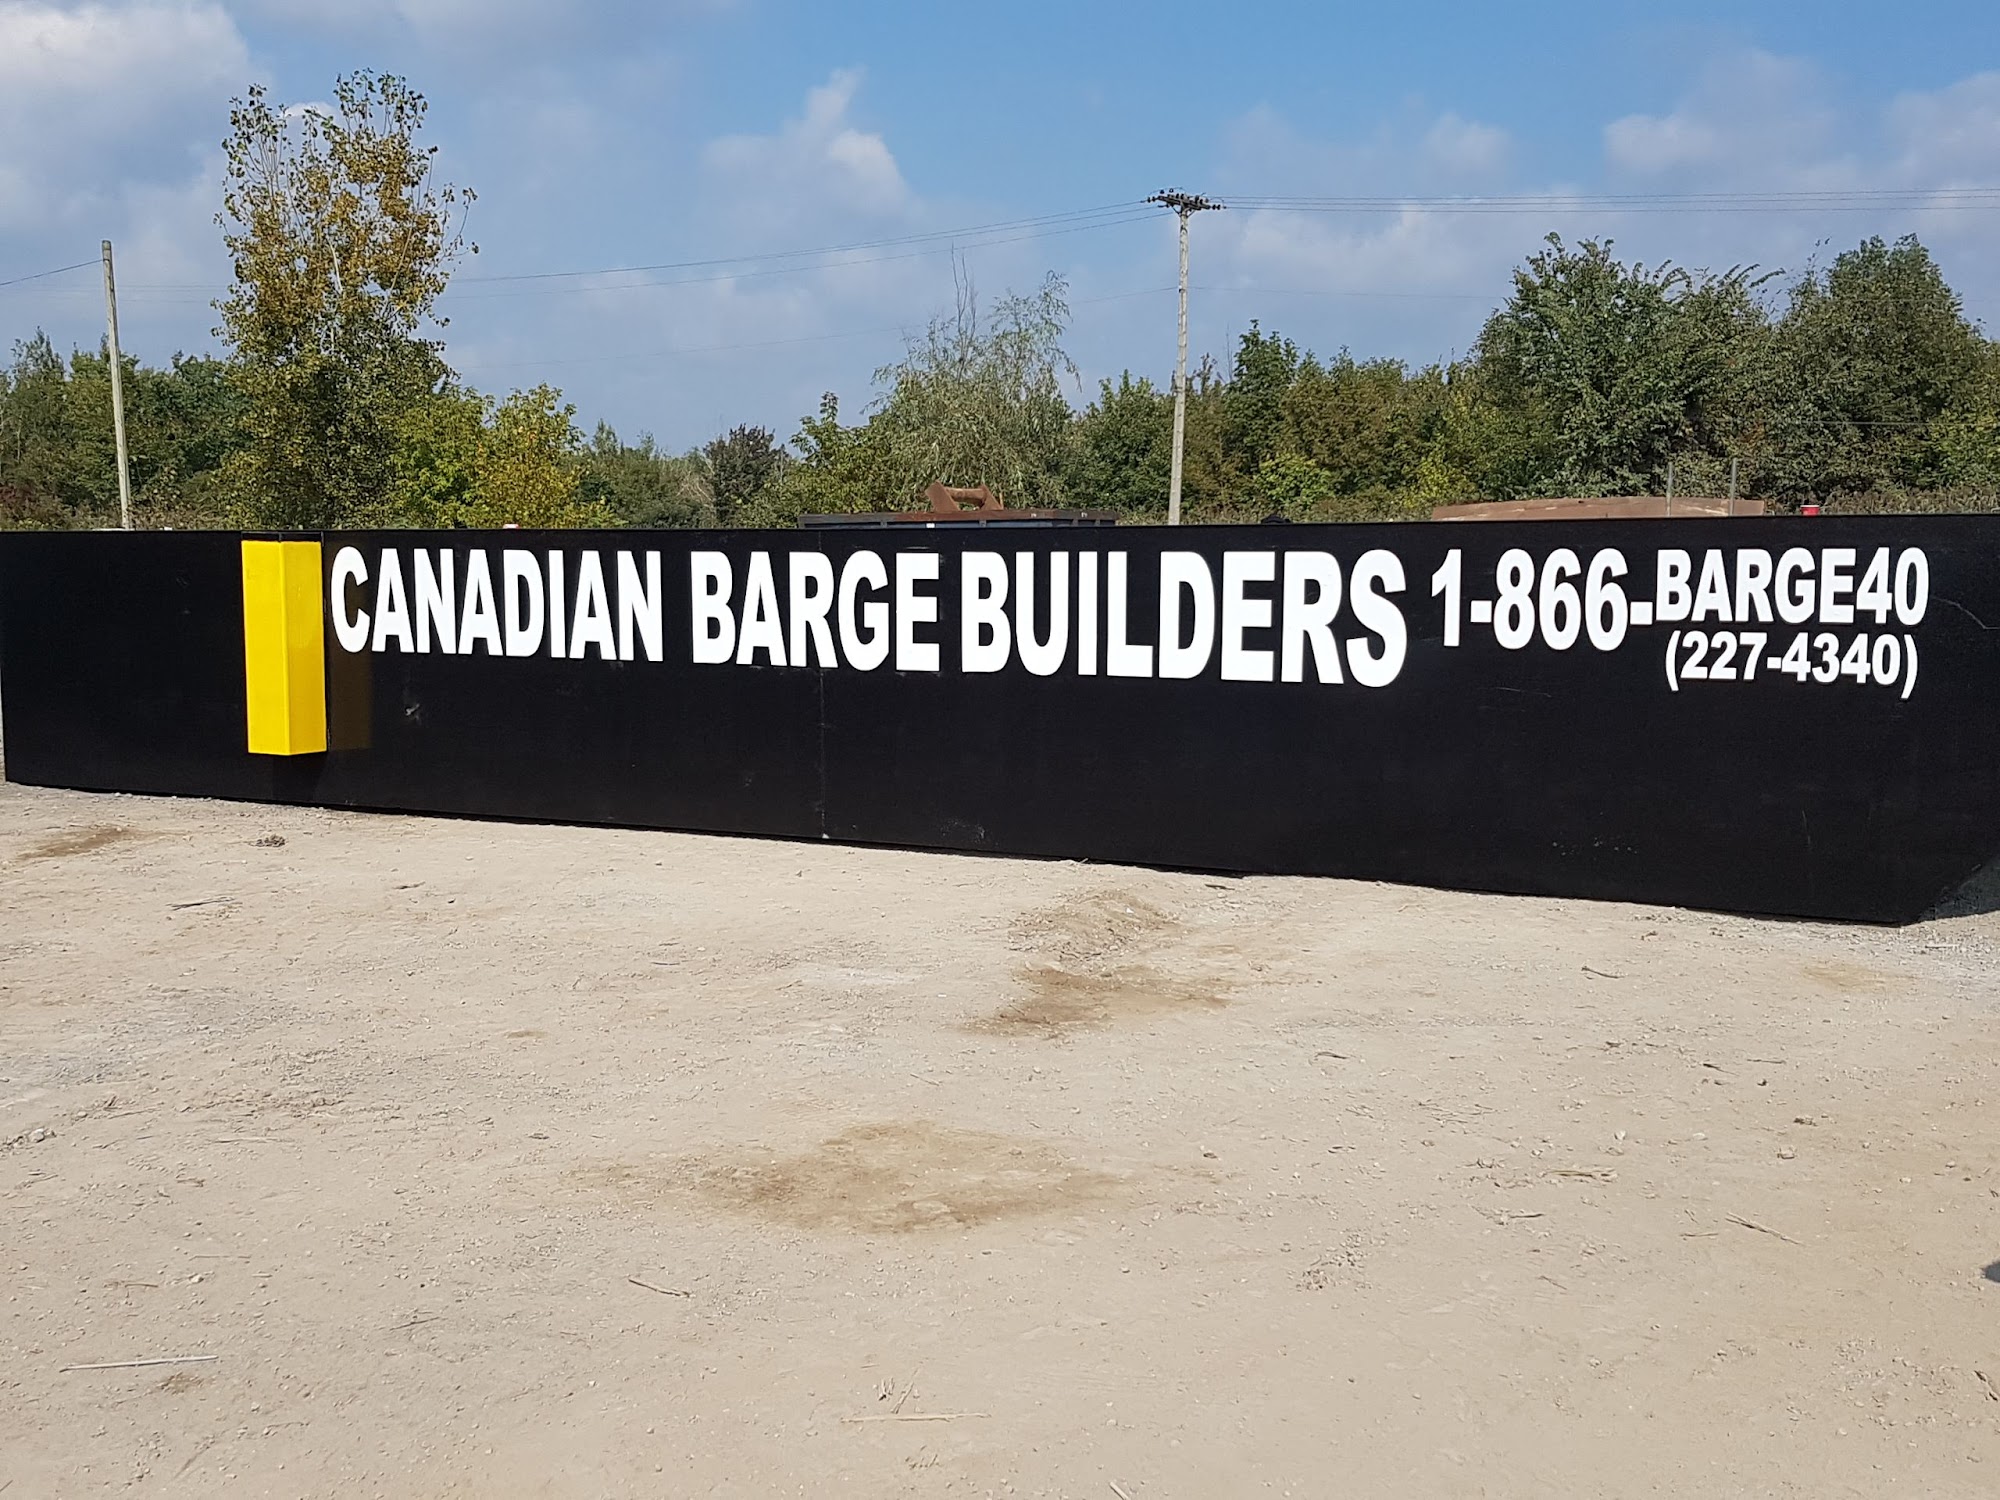 CANADIAN BARGE BUILDERS 1-866-BARGE40
(227-4340)